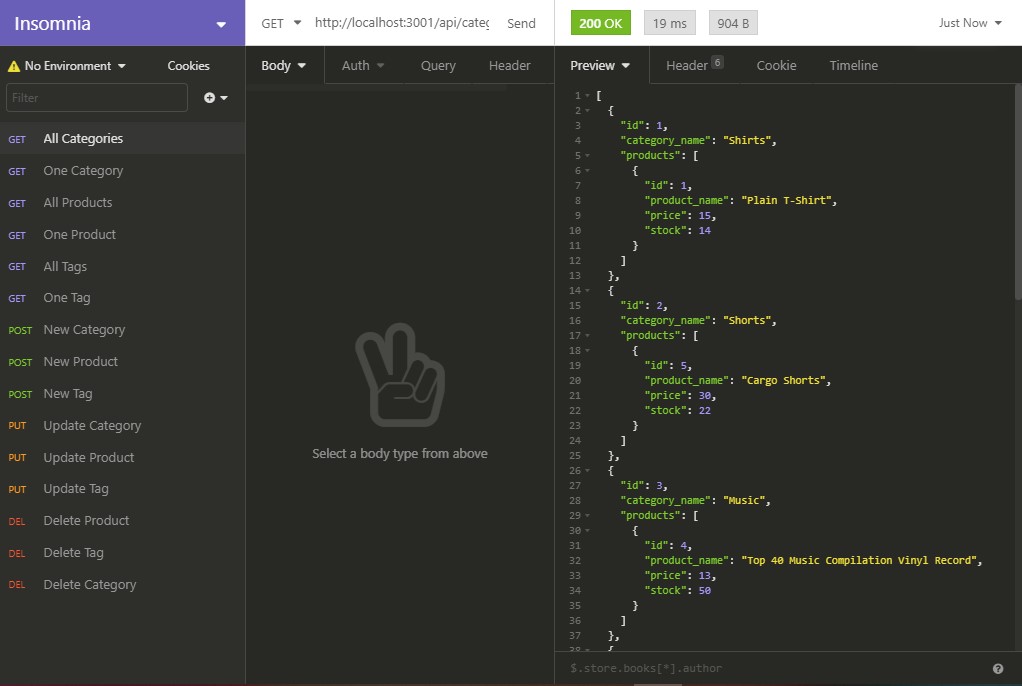 Insomnia
GET http://localhost:3001/api/categ Send
200 OK 19 ms 904 B Just Now
No Environment Cookies
Filter
GET All Categories
GET One Category
GET All Products
GET One Product
GET All Tags
GET One Tag
POST New Category
POST New Product
POST New Tag
PUT Update Category
PUT Update Product
PUT Update Tag
DEL Delete Product
DEL Delete Tag
DEL Delete Category
Body Auth Query Header
Select a body type from above
Preview Header 6 Cookie Timeline
1 [
2 {
3 "id": 1,
4 "category_name": "Shirts",
5 "products": [
6 {
7 "id": 1,
8 "product_name": "Plain T-Shirt",
9 "price": 15,
10 "stock": 14
11 }
12 ]
13 },
14 {
15 "id": 2,
16 "category_name": "Shorts",
17 "products": [
18 {
19 "id": 5,
20 "product_name": "Cargo Shorts",
21 "price": 30,
22 "stock": 22
23 }
24 ]
25 },
26 {
27 "id": 3,
28 "category_name": "Music",
29 "products": [
30 {
31 "id": 4,
32 "product_name": "Top 40 Music Compilation Vinyl Record",
33 "price": 13,
34 "stock": 50
35 }
36 ]
37 },
38 {
$.store.books[*].author